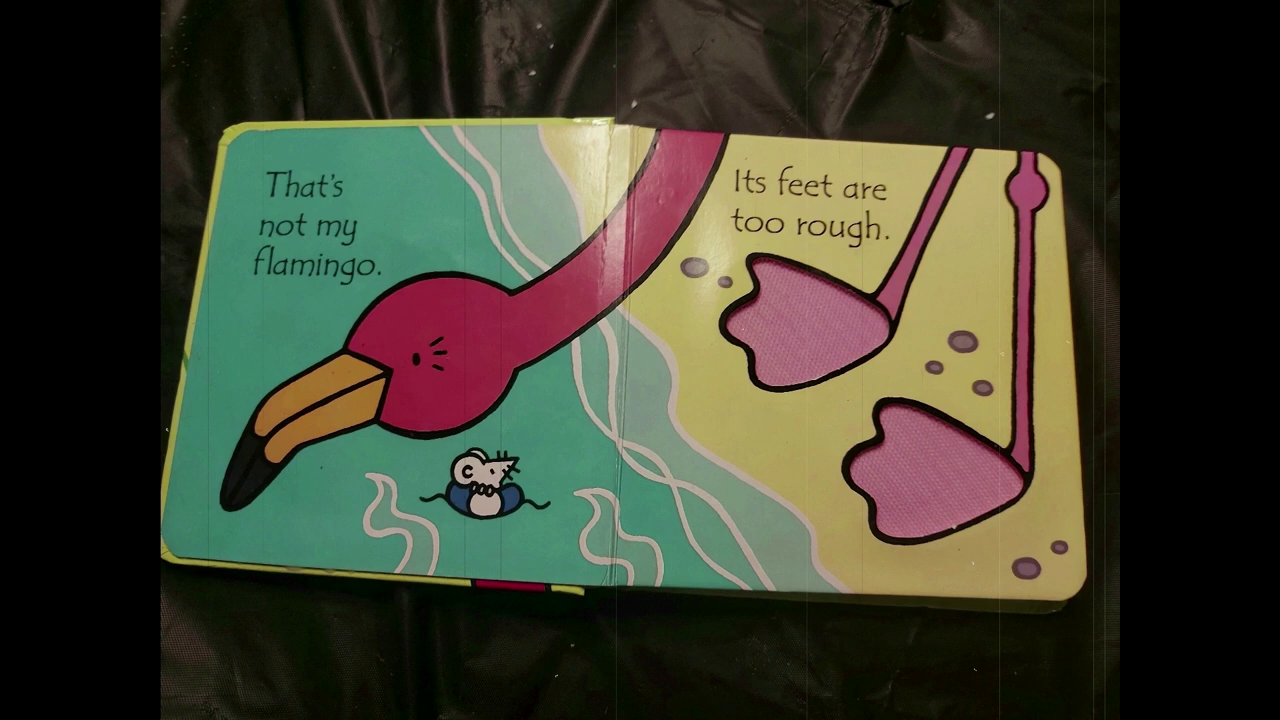 That's
not my
flamingo.
Its feet are
too rough.